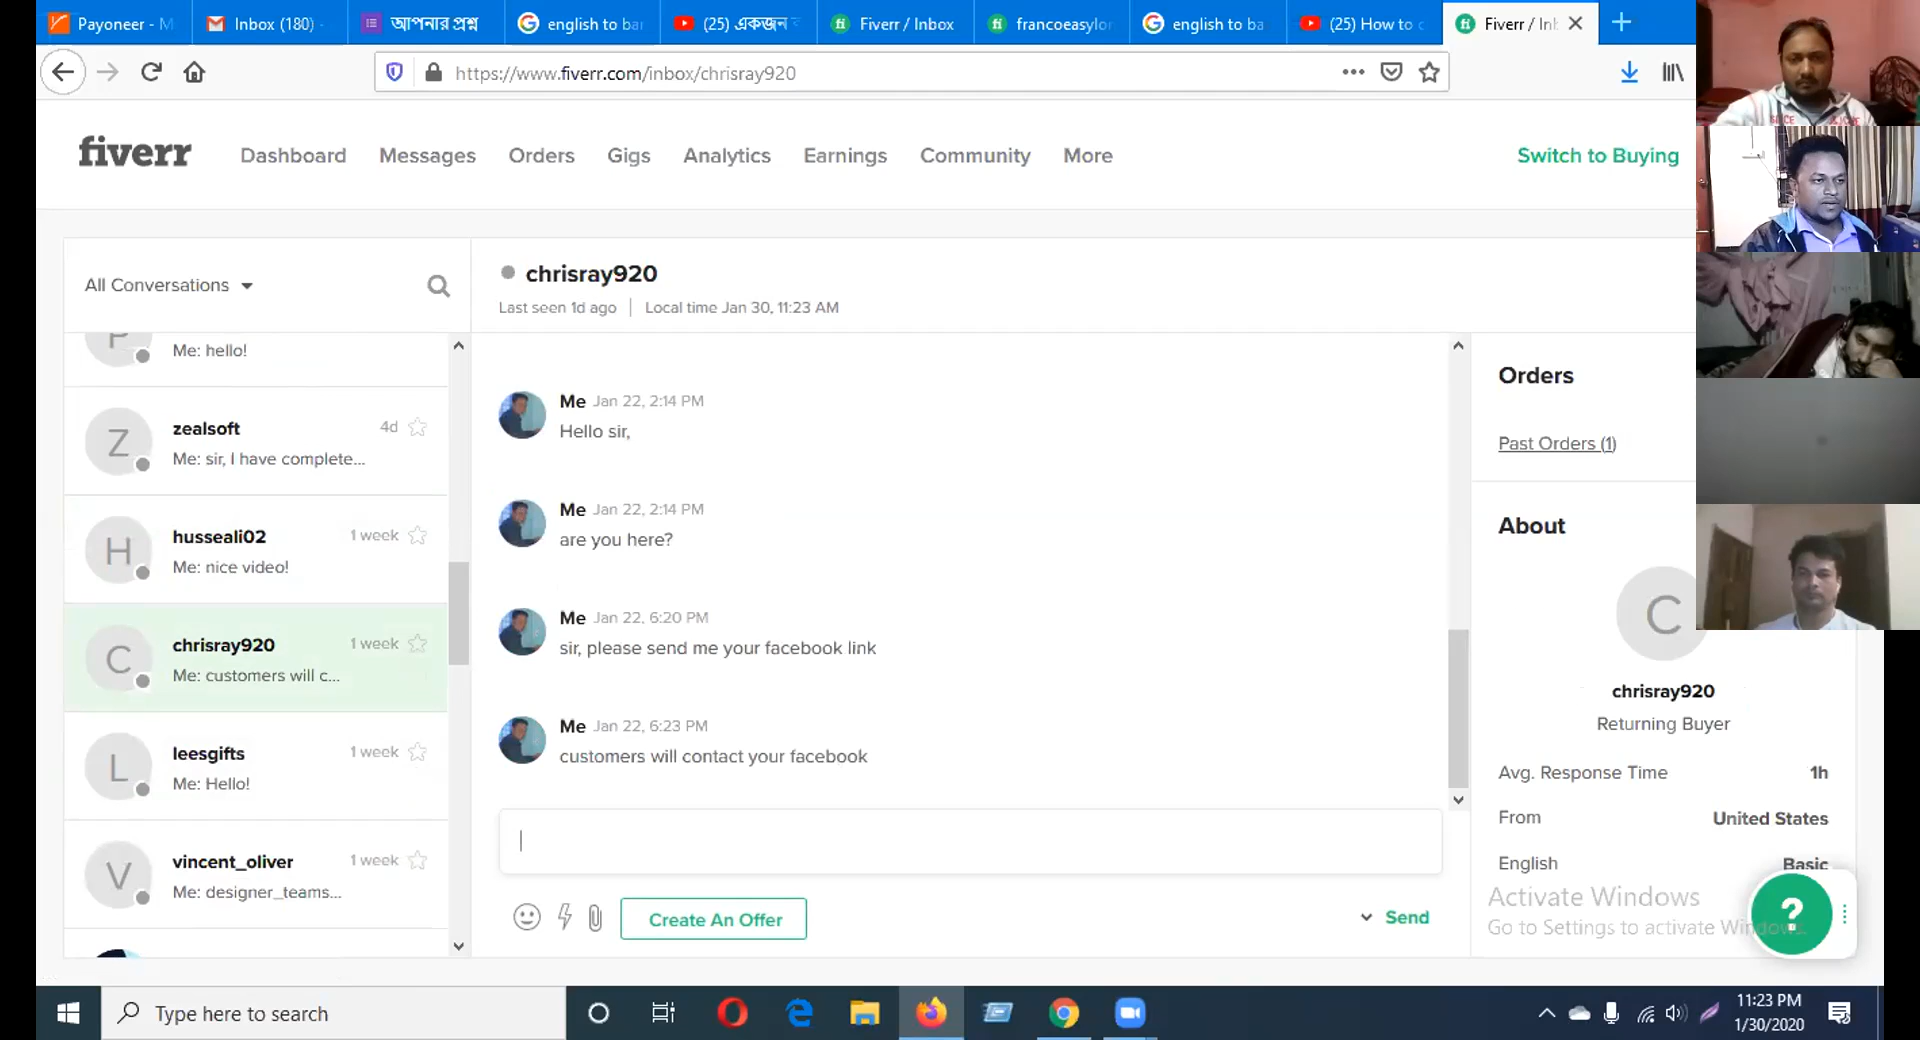 Payoneer - M
Inbox (180) -
আপনার প্রশ্ন
english to ba
(25) একজন
Fiverr / Inbox
francoeasylo
english to ba
(25) How to c
Fiverr / Inb
https://www.fiverr.com/inbox/chrisray920
fiverr
Dashboard
Messages
Orders
Gigs
Analytics
Earnings
Community
More
Switch to Buying
All Conversations
Me: hello!
Z
zealsoft
4d
Me: sir, I have complete...
H
husseali02
1 week
Me: nice video!
C
chrisray920
1 week
Me: customers will c...
L
leesgifts
1 week
Me: Hello!
V
vincent_oliver
1 week
Me: designer_teams...
chrisray920
Last seen 1d ago | Local time Jan 30, 11:23 AM
Me Jan 22, 2:14 PM
Hello sir,
Me Jan 22, 2:14 PM
are you here?
Me Jan 22, 6:20 PM
sir, please send me your facebook link
Me Jan 22, 6:23 PM
customers will contact your facebook
Create An Offer
Send
Orders
Past Orders (1)
About
C
chrisray920
Returning Buyer
Avg. Response Time 1h
From United States
English Basic
Activate Windows
Go to Settings to activate Windows.
?
Type here to search
11:23 PM
1/30/2020